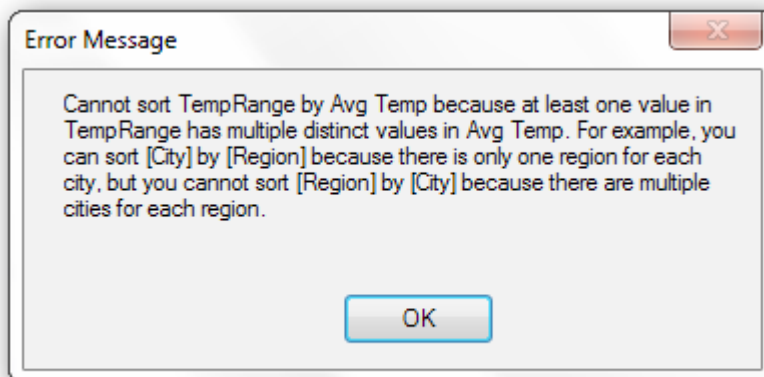 Error Message
Cannot sort TempRange by Avg Temp because at least one value in
TempRange has multiple distinct values in Avg Temp. For example, you
can sort [City] by [Region] because there is only one region for each
city, but you cannot sort [Region] by [City] because there are multiple
cities for each region.
OK